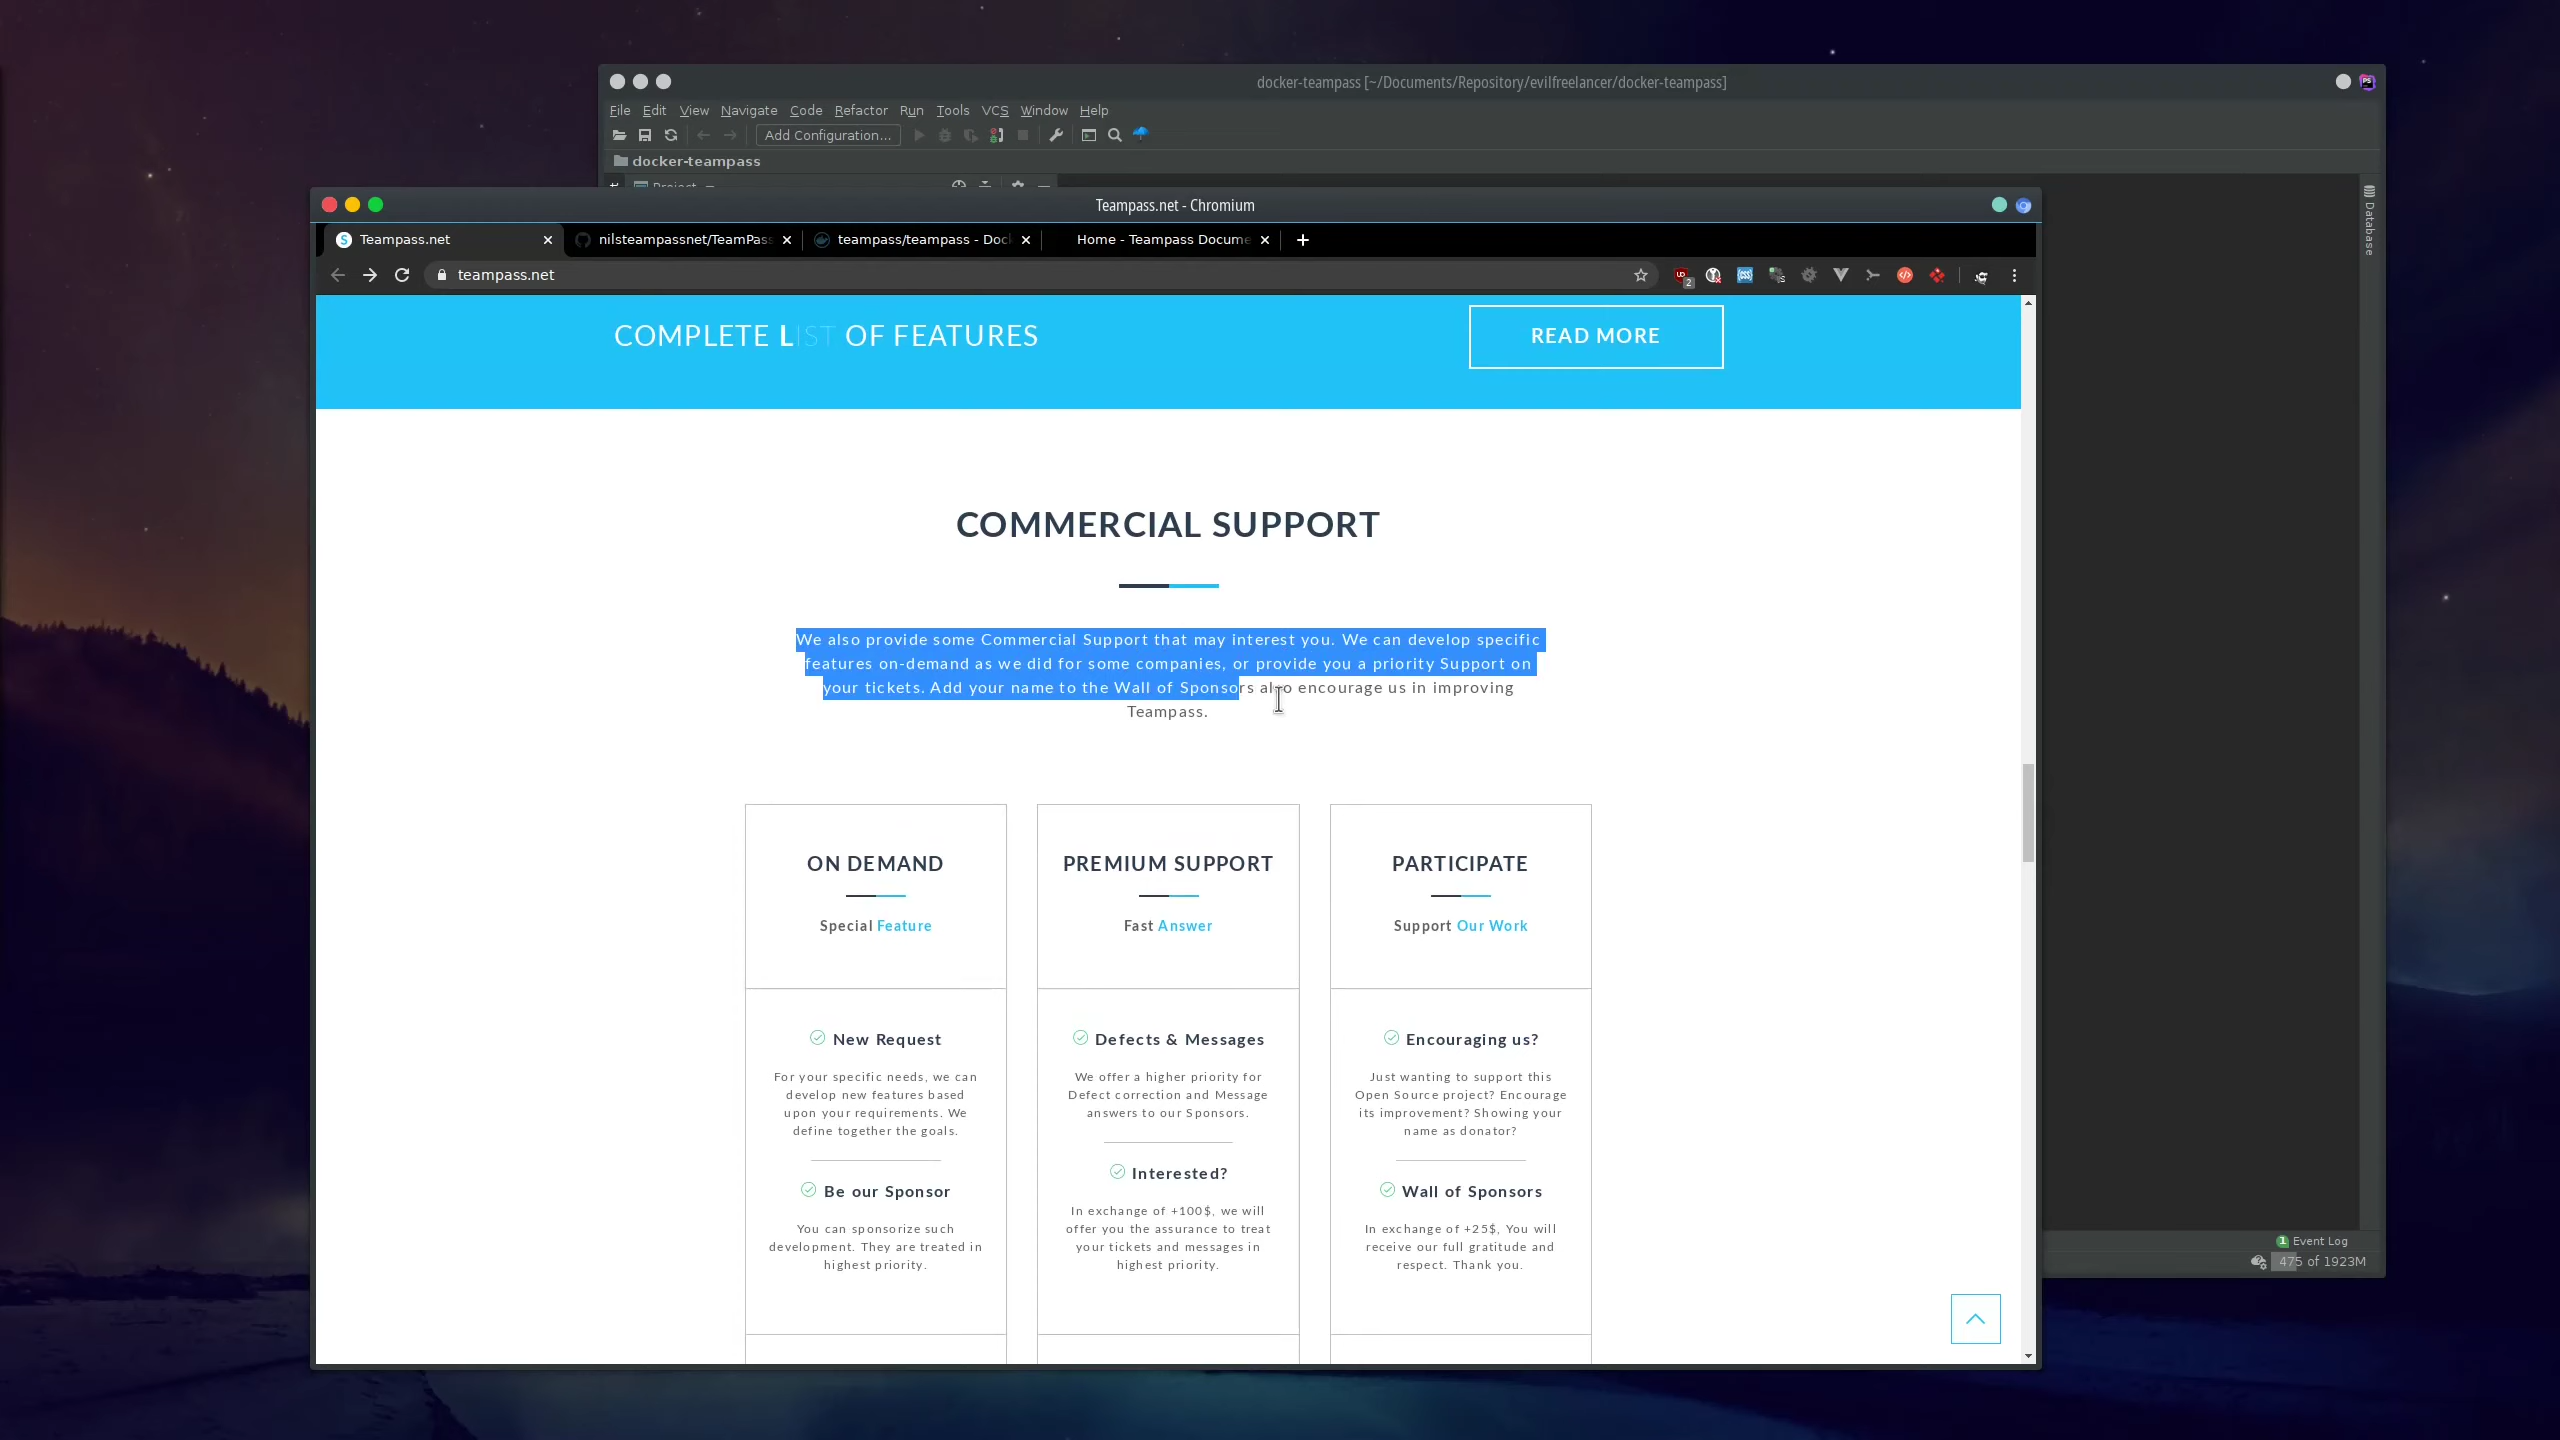 docker-teampass [~/Documents/Repository/evilfreelancer/docker-teampass]
File Edit View Navigate Code Refactor Run Tools VCS Window Help
Add Configuration...
docker-teampass
Project
Database
Teampass.net - Chromium
Teampass.net
nilsteampassnet/TeamPas
teampass/teampass - Doc
Home - Teampass Docume
teampass.net
2
COMPLETE LIST OF FEATURES
READ MORE
COMMERCIAL SUPPORT
We also provide some Commercial Support that may interest you. We can develop specific
features on-demand as we did for some companies, or provide you a priority Support on
your tickets. Add your name to the Wall of Sponsors also encourage us in improving
Teampass.
ON DEMAND
Special Feature
New Request
For your specific needs, we can
develop new features based
upon your requirements. We
define together the goals.
Be our Sponsor
You can sponsorize such
development. They are treated in
highest priority.
PREMIUM SUPPORT
Fast Answer
Defects & Messages
We offer a higher priority for
Defect correction and Message
answers to our Sponsors.
Interested?
In exchange of +100$, we will
offer you the assurance to treat
your tickets and messages in
highest priority.
PARTICIPATE
Support Our Work
Encouraging us?
Just wanting to support this
Open Source project? Encourage
its improvement? Showing your
name as donator?
Wall of Sponsors
In exchange of +25$, You will
receive our full gratitude and
respect. Thank you.
1 Event Log
475 of 1923M